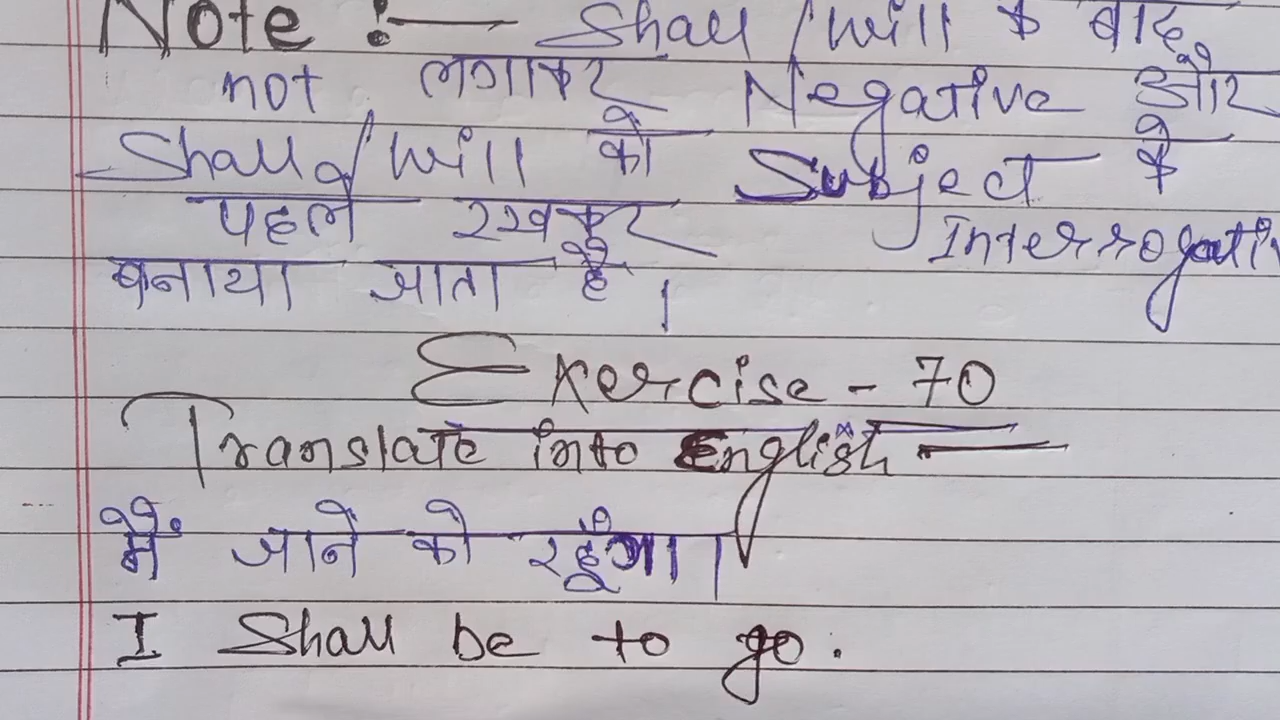 Note :— Shall/will के बाद
not लगाकर Negative और
Shall/will को Subject के
पहले रखकर Interrogati
बनाया जाता है।
Exercise - 70
Translate into English —
मैं जाने को रहूँगा।
I Shall be to go.